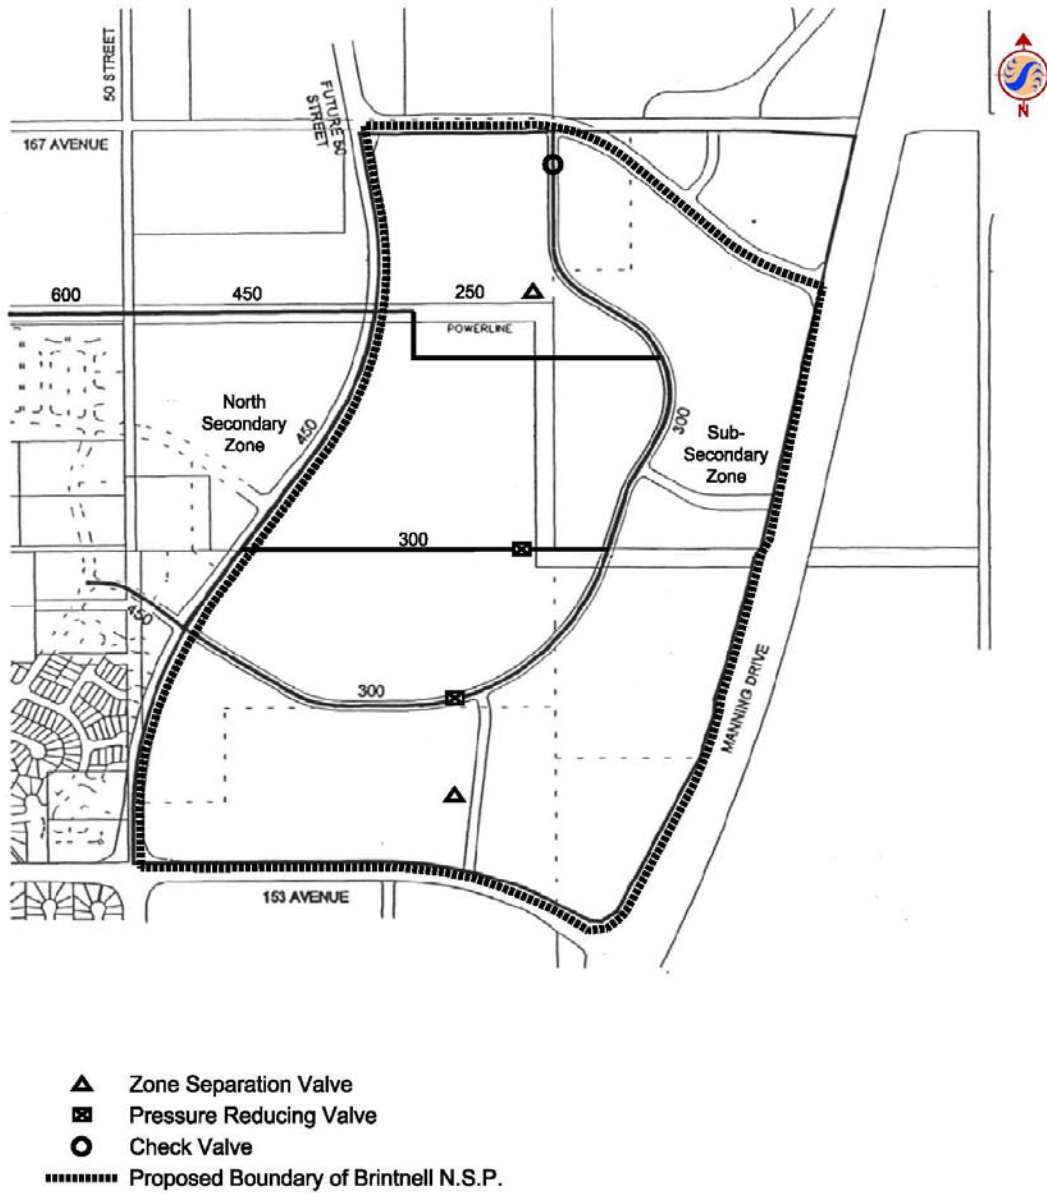 50 STREET
FUTURE 50
STREET
N
167 AVENUE
600
450
250
POWERLINE
North
Secondary
Zone
450
300
Sub-
Secondary
Zone
300
450
300
MANNING DRIVE
153 AVENUE
Zone Separation Valve
Pressure Reducing Valve
Check Valve
Proposed Boundary of Brintnell N.S.P.